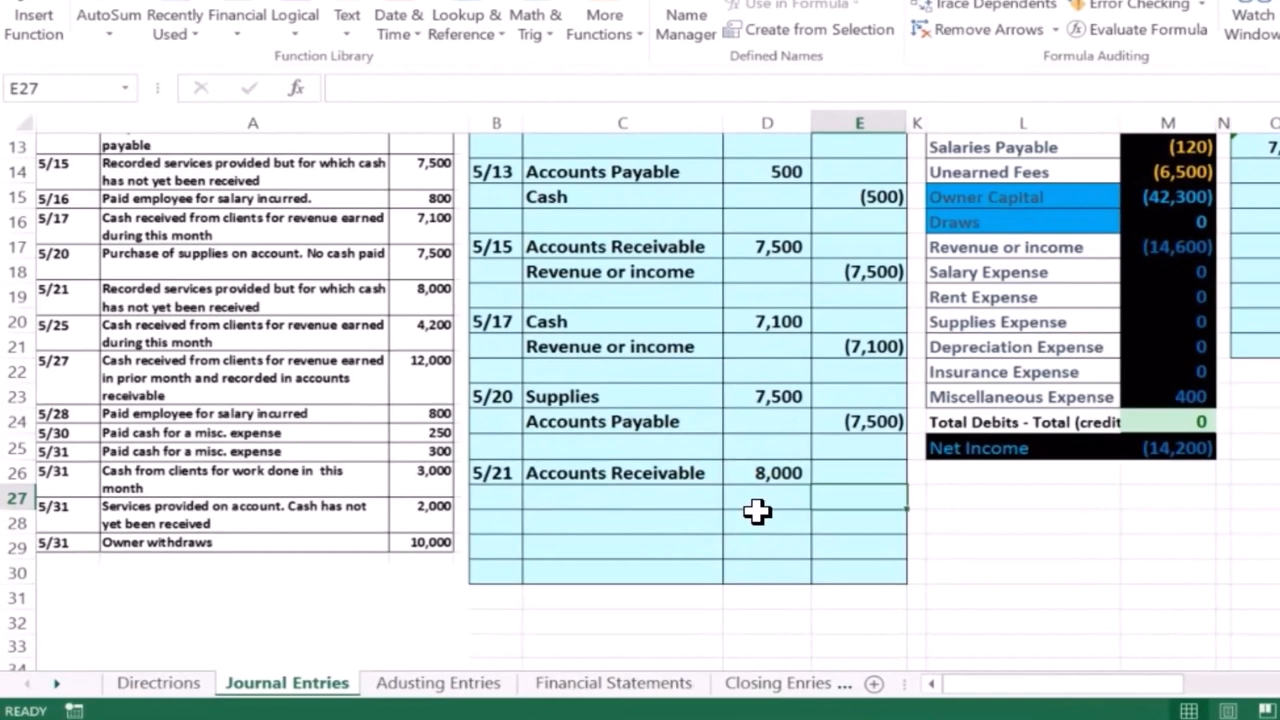 Insert Function
AutoSum Recently Used Financial Logical Text Date & Time Lookup & Reference Math & Trig More Functions
Function Library
Name Manager
Use in Formula
Create from Selection
Defined Names
Trace Dependents Error Checking
Remove Arrows Evaluate Formula
Formula Auditing
Watch Window
E27 fx
A B C D E K L M N
13 payable
5/15 Recorded services provided but for which cash 7,500
has not yet been received
5/16 Paid employee for salary incurred. 800
5/17 Cash received from clients for revenue earned 7,100
during this month
5/20 Purchase of supplies on account. No cash paid 7,500
5/21 Recorded services provided but for which cash 8,000
has not yet been received
5/25 Cash received from clients for revenue earned 4,200
during this month
5/27 Cash received from clients for revenue earned 12,000
in prior month and recorded in accounts
receivable
5/28 Paid employee for salary incurred 800
5/30 Paid cash for a misc. expense 250
5/31 Paid cash for a misc. expense 300
5/31 Cash from clients for work done in this 3,000
month
5/31 Services provided on account. Cash has not 2,000
yet been received
5/31 Owner withdraws 10,000
14
15
16
17
18
19
20
21
22
23
24
25
26
27
28
29
30
31
32
33
34
5/13 Accounts Payable 500
Cash (500)
5/15 Accounts Receivable 7,500
Revenue or income (7,500)
5/17 Cash 7,100
Revenue or income (7,100)
5/20 Supplies 7,500
Accounts Payable (7,500)
5/21 Accounts Receivable 8,000
Salaries Payable (120)
Unearned Fees (6,500)
Owner Capital (42,300)
Draws 0
Revenue or income (14,600)
Salary Expense 0
Rent Expense 0
Supplies Expense 0
Depreciation Expense 0
Insurance Expense 0
Miscellaneous Expense 400
Total Debits - Total (credit 0
Net Income (14,200)
Directions Journal Entries Adusting Entries Financial Statements Closing Enries ...
READY